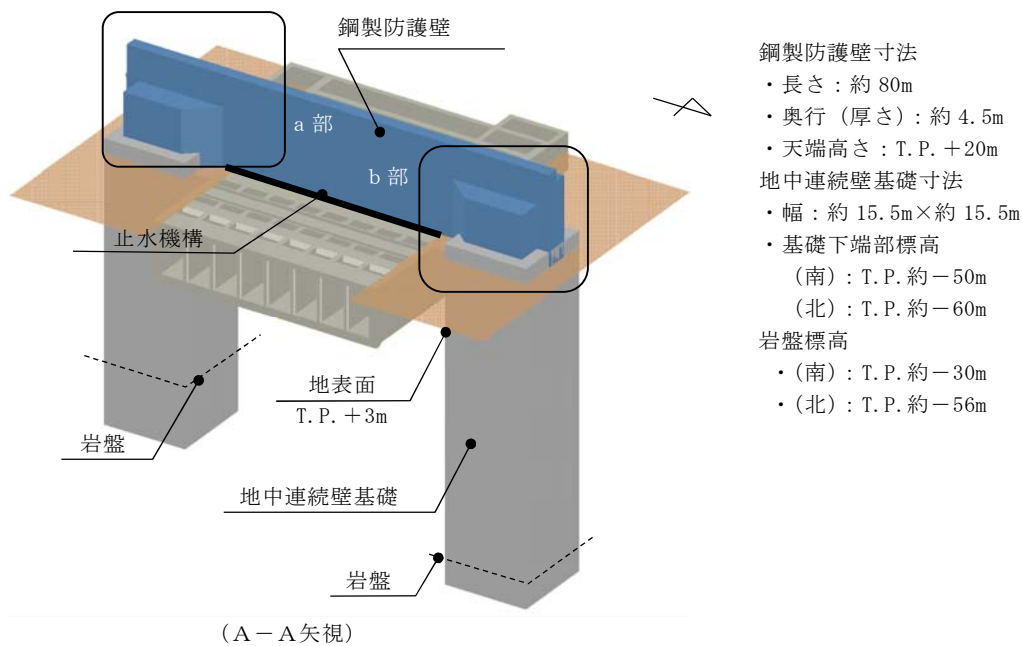 鋼製防護壁
a 部
b 部
止水機構
地表面
T.P.＋3m
岩盤
地中連続壁基礎
岩盤
（A－A矢視）
鋼製防護壁寸法
・長さ：約 80m
・奥行（厚さ）：約 4.5m
・天端高さ：T.P.＋20m
地中連続壁基礎寸法
・幅：約 15.5m×約 15.5m
・基礎下端部標高
（南）：T.P.約－50m
（北）：T.P.約－60m
岩盤標高
・（南）：T.P.約－30m
・（北）：T.P.約－56m